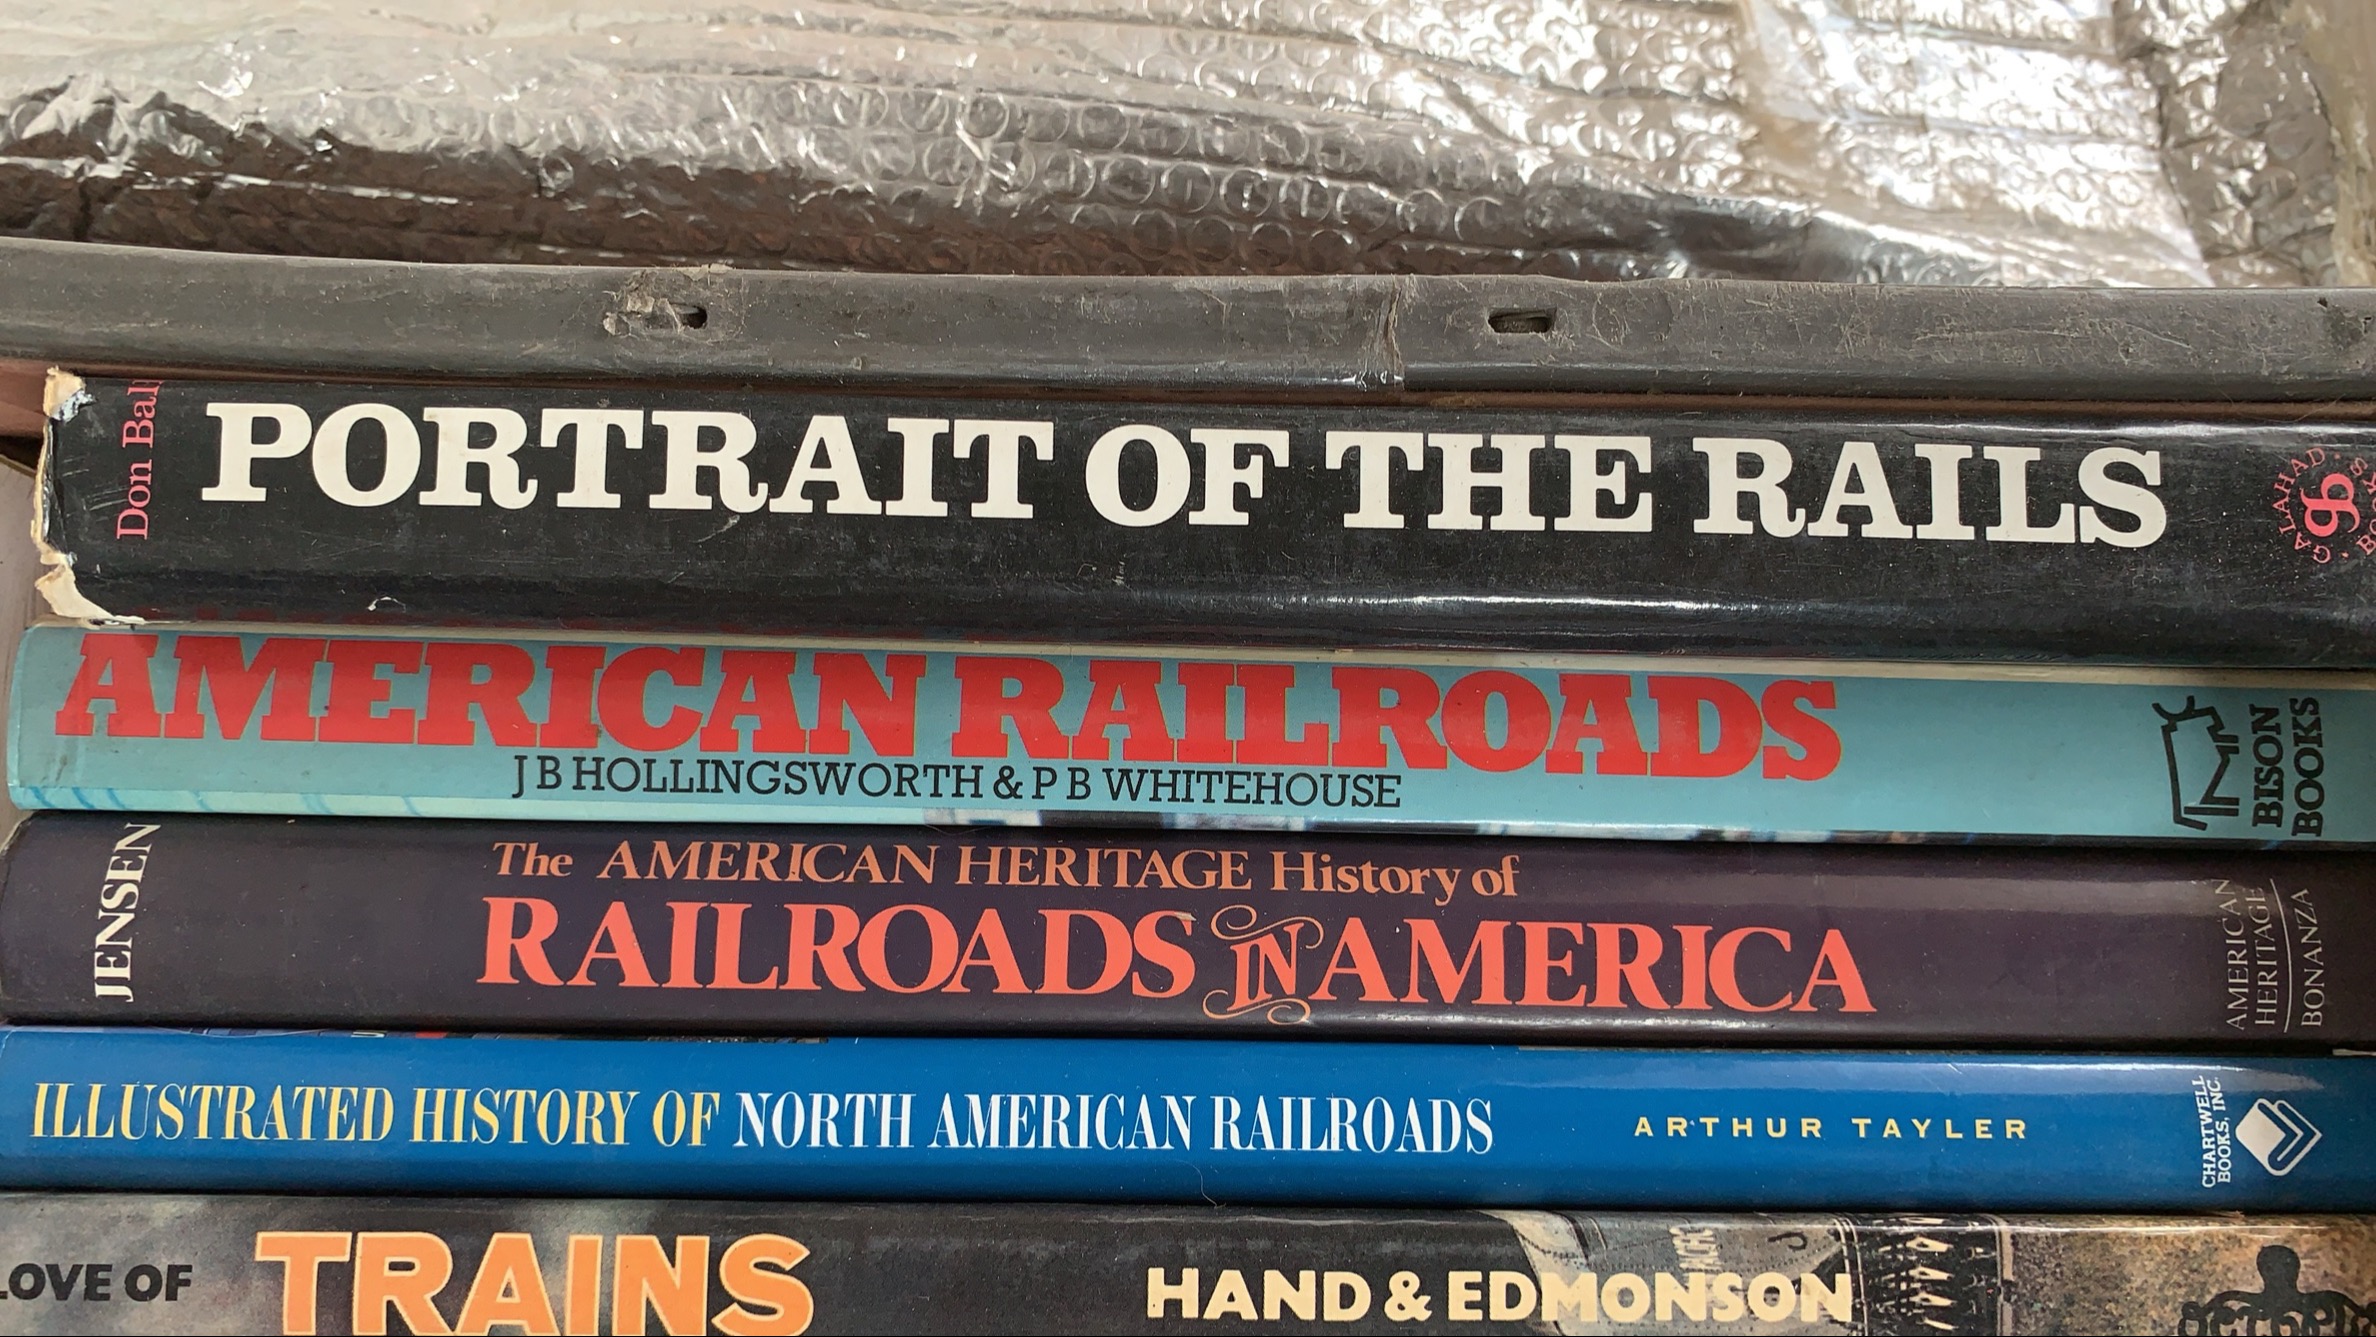 Don Ball
PORTRAIT OF THE RAILS
GALAHAD
gb
AMERICAN RAILROADS
J B HOLLINGSWORTH & P B WHITEHOUSE
BISON
BOOKS
JENSEN
The AMERICAN HERITAGE History of
RAILROADS IN AMERICA
AMERICAN
HERITAGE
BONANZA
ILLUSTRATED HISTORY OF NORTH AMERICAN RAILROADS
ARTHUR TAYLER
CHARTWELL
BOOKS, INC.
LOVE OF TRAINS
HAND & EDMONSON